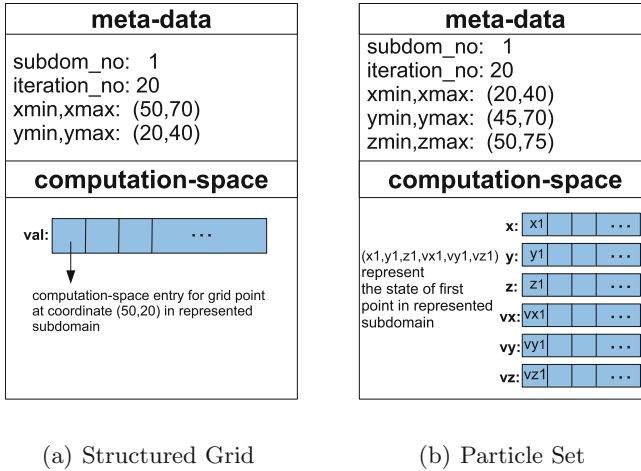 meta-data
subdom_no: 1
iteration_no: 20
xmin,xmax: (50,70)
ymin,ymax: (20,40)
computation-space
val:
...
computation-space entry for grid point
at coordinate (50,20) in represented
subdomain
(a) Structured Grid
meta-data
subdom_no: 1
iteration_no: 20
xmin,xmax: (20,40)
ymin,ymax: (45,70)
zmin,zmax: (50,75)
computation-space
(x1,y1,z1,vx1,vy1,vz1)
represent
the state of first
point in represented
subdomain
x: x1 ...
y: y1 ...
z: z1 ...
vx: vx1 ...
vy: vy1 ...
vz: vz1 ...
(b) Particle Set